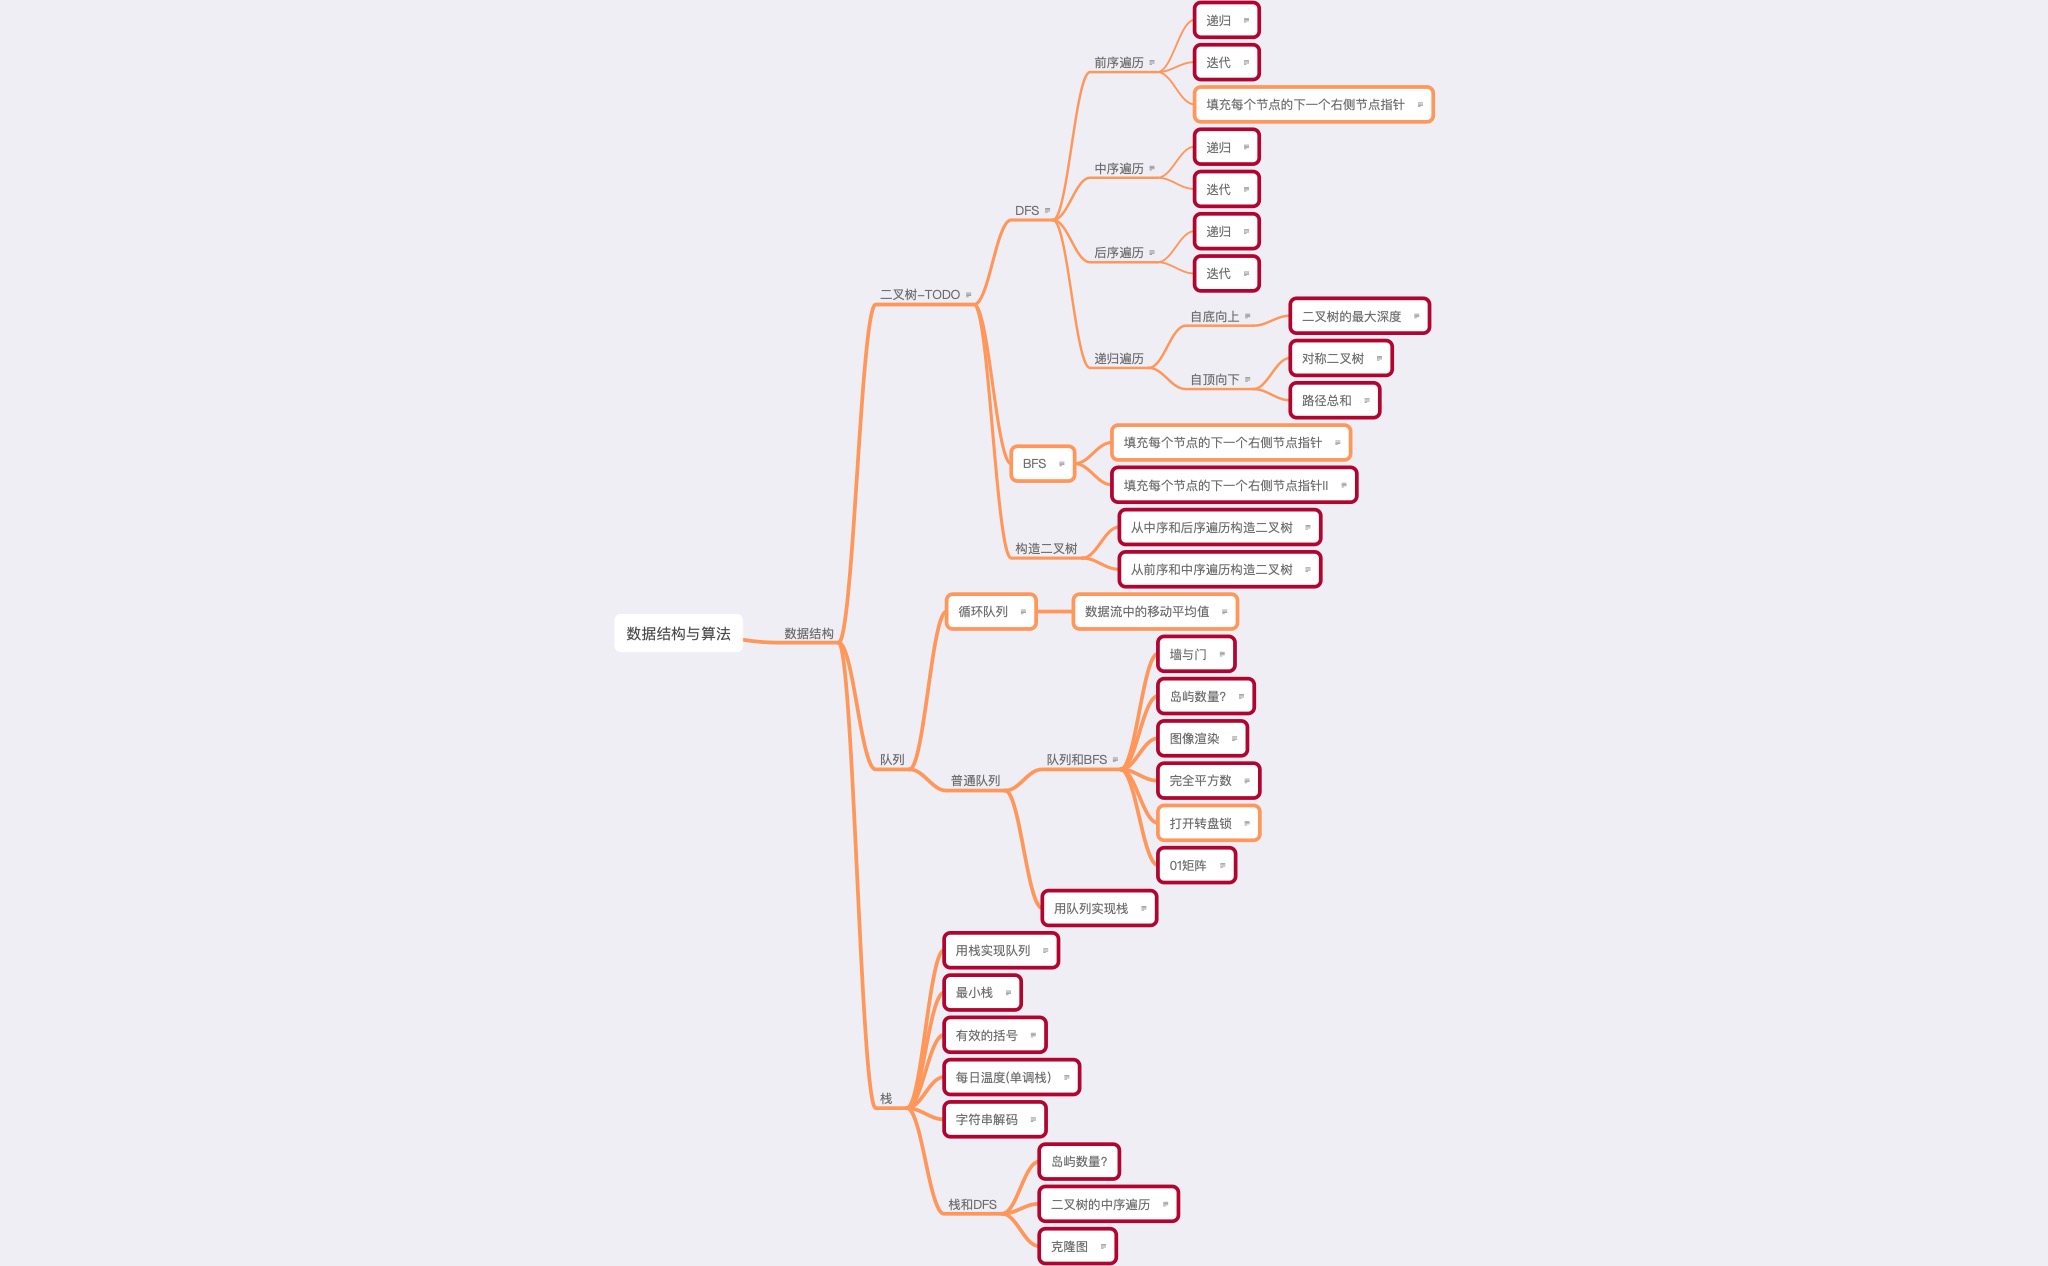 数据结构与算法
数据结构
二叉树-TODO
DFS
前序遍历
递归
迭代
填充每个节点的下一个右侧节点指针
中序遍历
递归
迭代
后序遍历
递归
迭代
递归遍历
自底向上
二叉树的最大深度
自顶向下
对称二叉树
路径总和
BFS
填充每个节点的下一个右侧节点指针
填充每个节点的下一个右侧节点指针II
构造二叉树
从中序和后序遍历构造二叉树
从前序和中序遍历构造二叉树
队列
循环队列
数据流中的移动平均值
普通队列
队列和BFS
墙与门
岛屿数量?
图像渲染
完全平方数
打开转盘锁
01矩阵
用队列实现栈
栈
用栈实现队列
最小栈
有效的括号
每日温度(单调栈)
字符串解码
栈和DFS
岛屿数量?
二叉树的中序遍历
克隆图